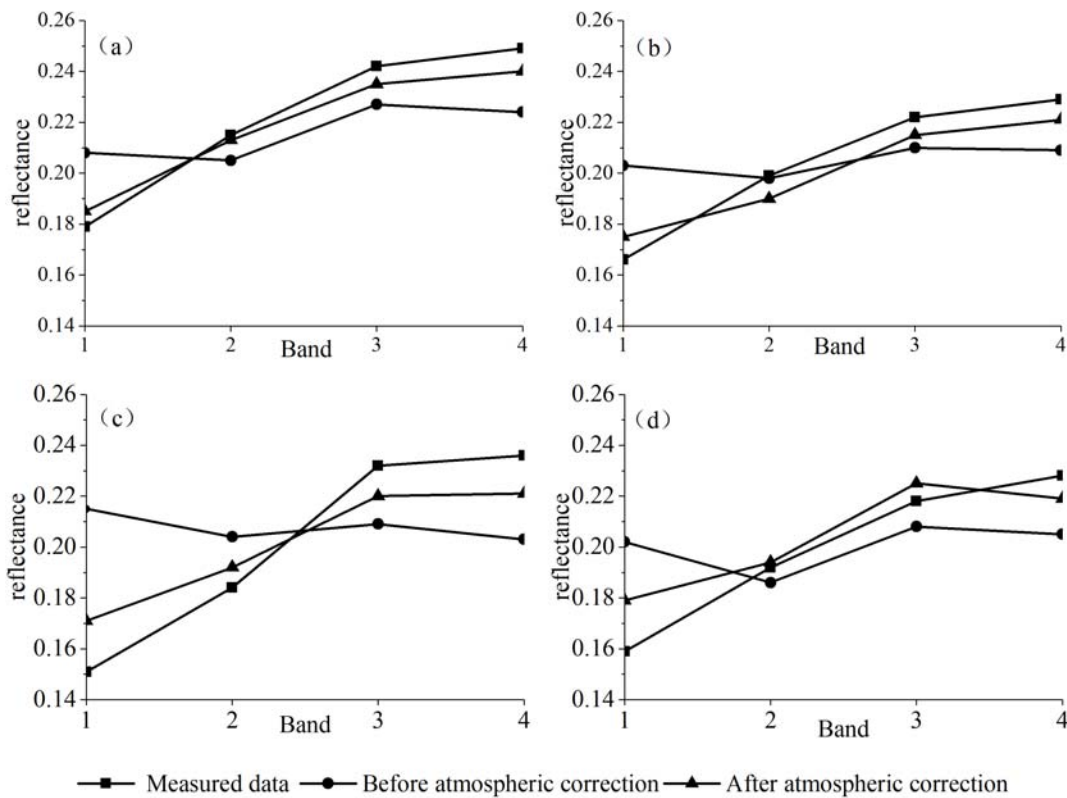 0.26
0.24
0.22
0.20
0.18
0.16
0.14
reflectance
（a）
1 2 3 4
Band
0.26
0.24
0.22
0.20
0.18
0.16
0.14
reflectance
（b）
1 2 3 4
Band
0.26
0.24
0.22
0.20
0.18
0.16
0.14
reflectance
（c）
1 2 3 4
Band
0.26
0.24
0.22
0.20
0.18
0.16
0.14
reflectance
（d）
1 2 3 4
Band
Measured data Before atmospheric correction After atmospheric correction